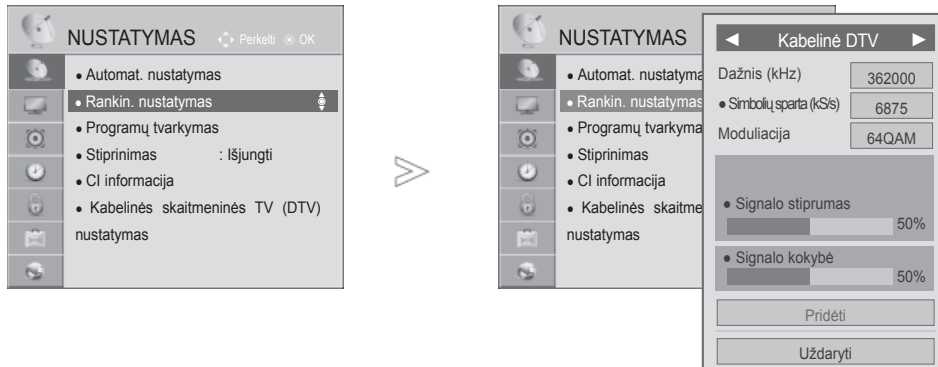 NUSTATYMAS Perkelti OK
● Automat. nustatymas
● Rankin. nustatymas
● Programų tvarkymas
● Stiprinimas : Išjungti
● CI informacija
● Kabelinės skaitmeninės TV (DTV)
nustatymas
NUSTATYMAS
● Automat. nustatyma
● Rankin. nustatymas
● Programų tvarkyma
● Stiprinimas
● CI informacija
● Kabelinės skaitme
nustatymas
◄ Kabelinė DTV ►
Dažnis (kHz) 362000
● Simbolių sparta (kS/s) 6875
Moduliacija 64QAM
● Signalo stiprumas
50%
● Signalo kokybė
50%
Pridėti
Uždaryti